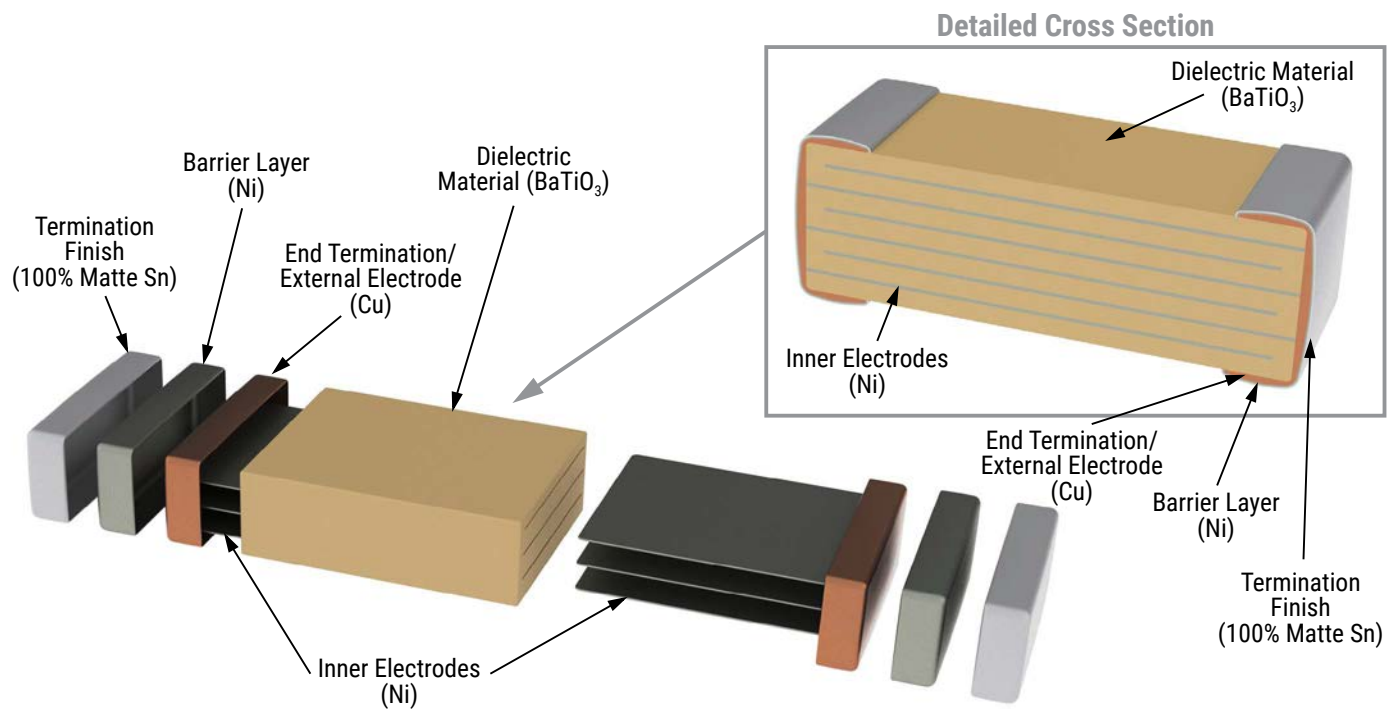 Detailed Cross Section
Dielectric Material
(BaTiO₃)
Inner Electrodes
(Ni)
End Termination/
External Electrode
(Cu)
Barrier Layer
(Ni)
Termination
Finish
(100% Matte Sn)
Termination
Finish
(100% Matte Sn)
Barrier Layer
(Ni)
End Termination/
External Electrode
(Cu)
Dielectric
Material (BaTiO₃)
Inner Electrodes
(Ni)